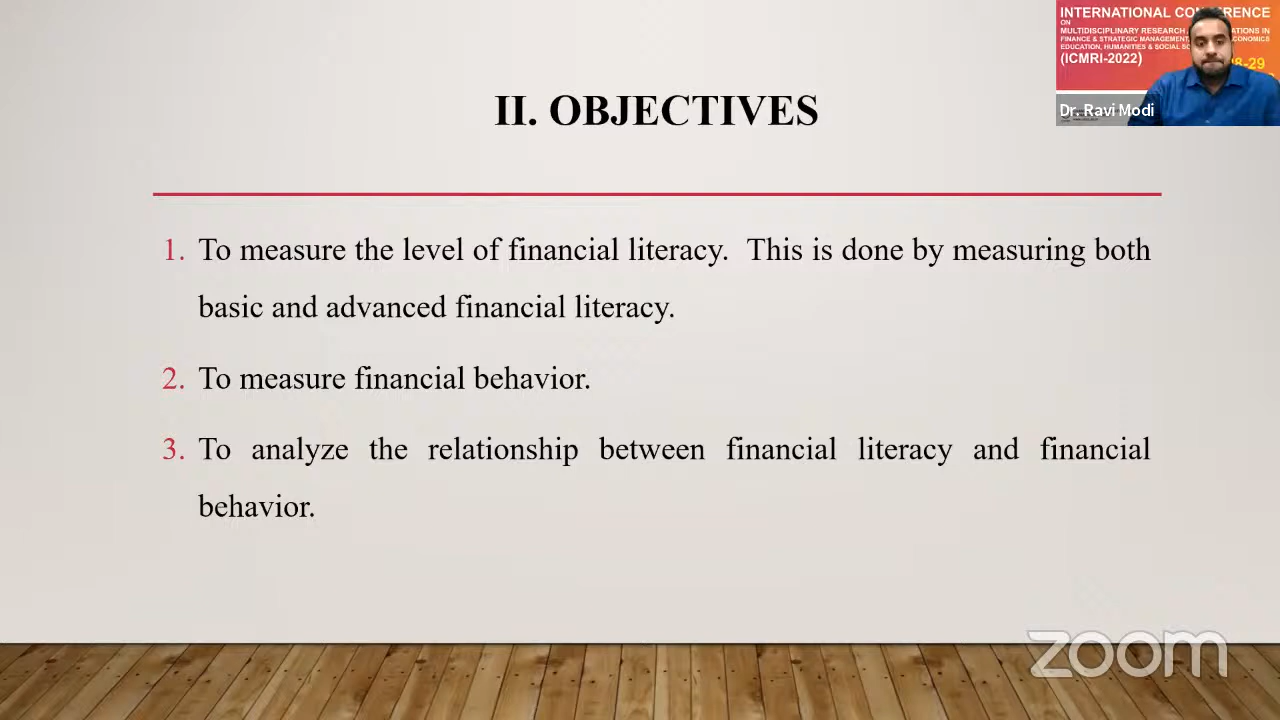 INTERNATIONAL
ON
MULTIDISCIPLINARY RESEARCH
FINANCE & STRATEGIC MANAGEMENT,
EDUCATION, HUMANITIES & SOCIAL
(ICMRI-2022)
Dr. Ravi Modi
II. OBJECTIVES
1. To measure the level of financial literacy. This is done by measuring both
basic and advanced financial literacy.
2. To measure financial behavior.
3. To analyze the relationship between financial literacy and financial
behavior.
zoom